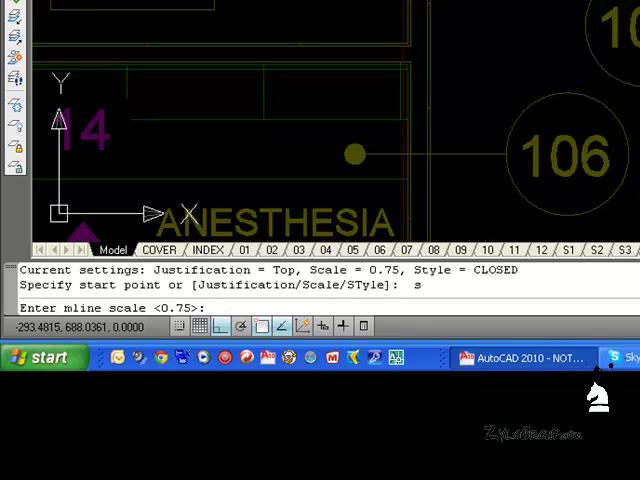 10
Y
14
106
X
ANESTHESIA
Model COVER INDEX 01 02 03 04 05 06 07 08 09 10 11 12 S1 S2 S3
Current settings: Justification = Top, Scale = 0.75, Style = CLOSED
Specify start point or [Justification/Scale/STyle]: s
Enter mline scale <0.75>:
-293.4815, 688.0361, 0.0000
start
AutoCAD 2010 - NOT...
Sky